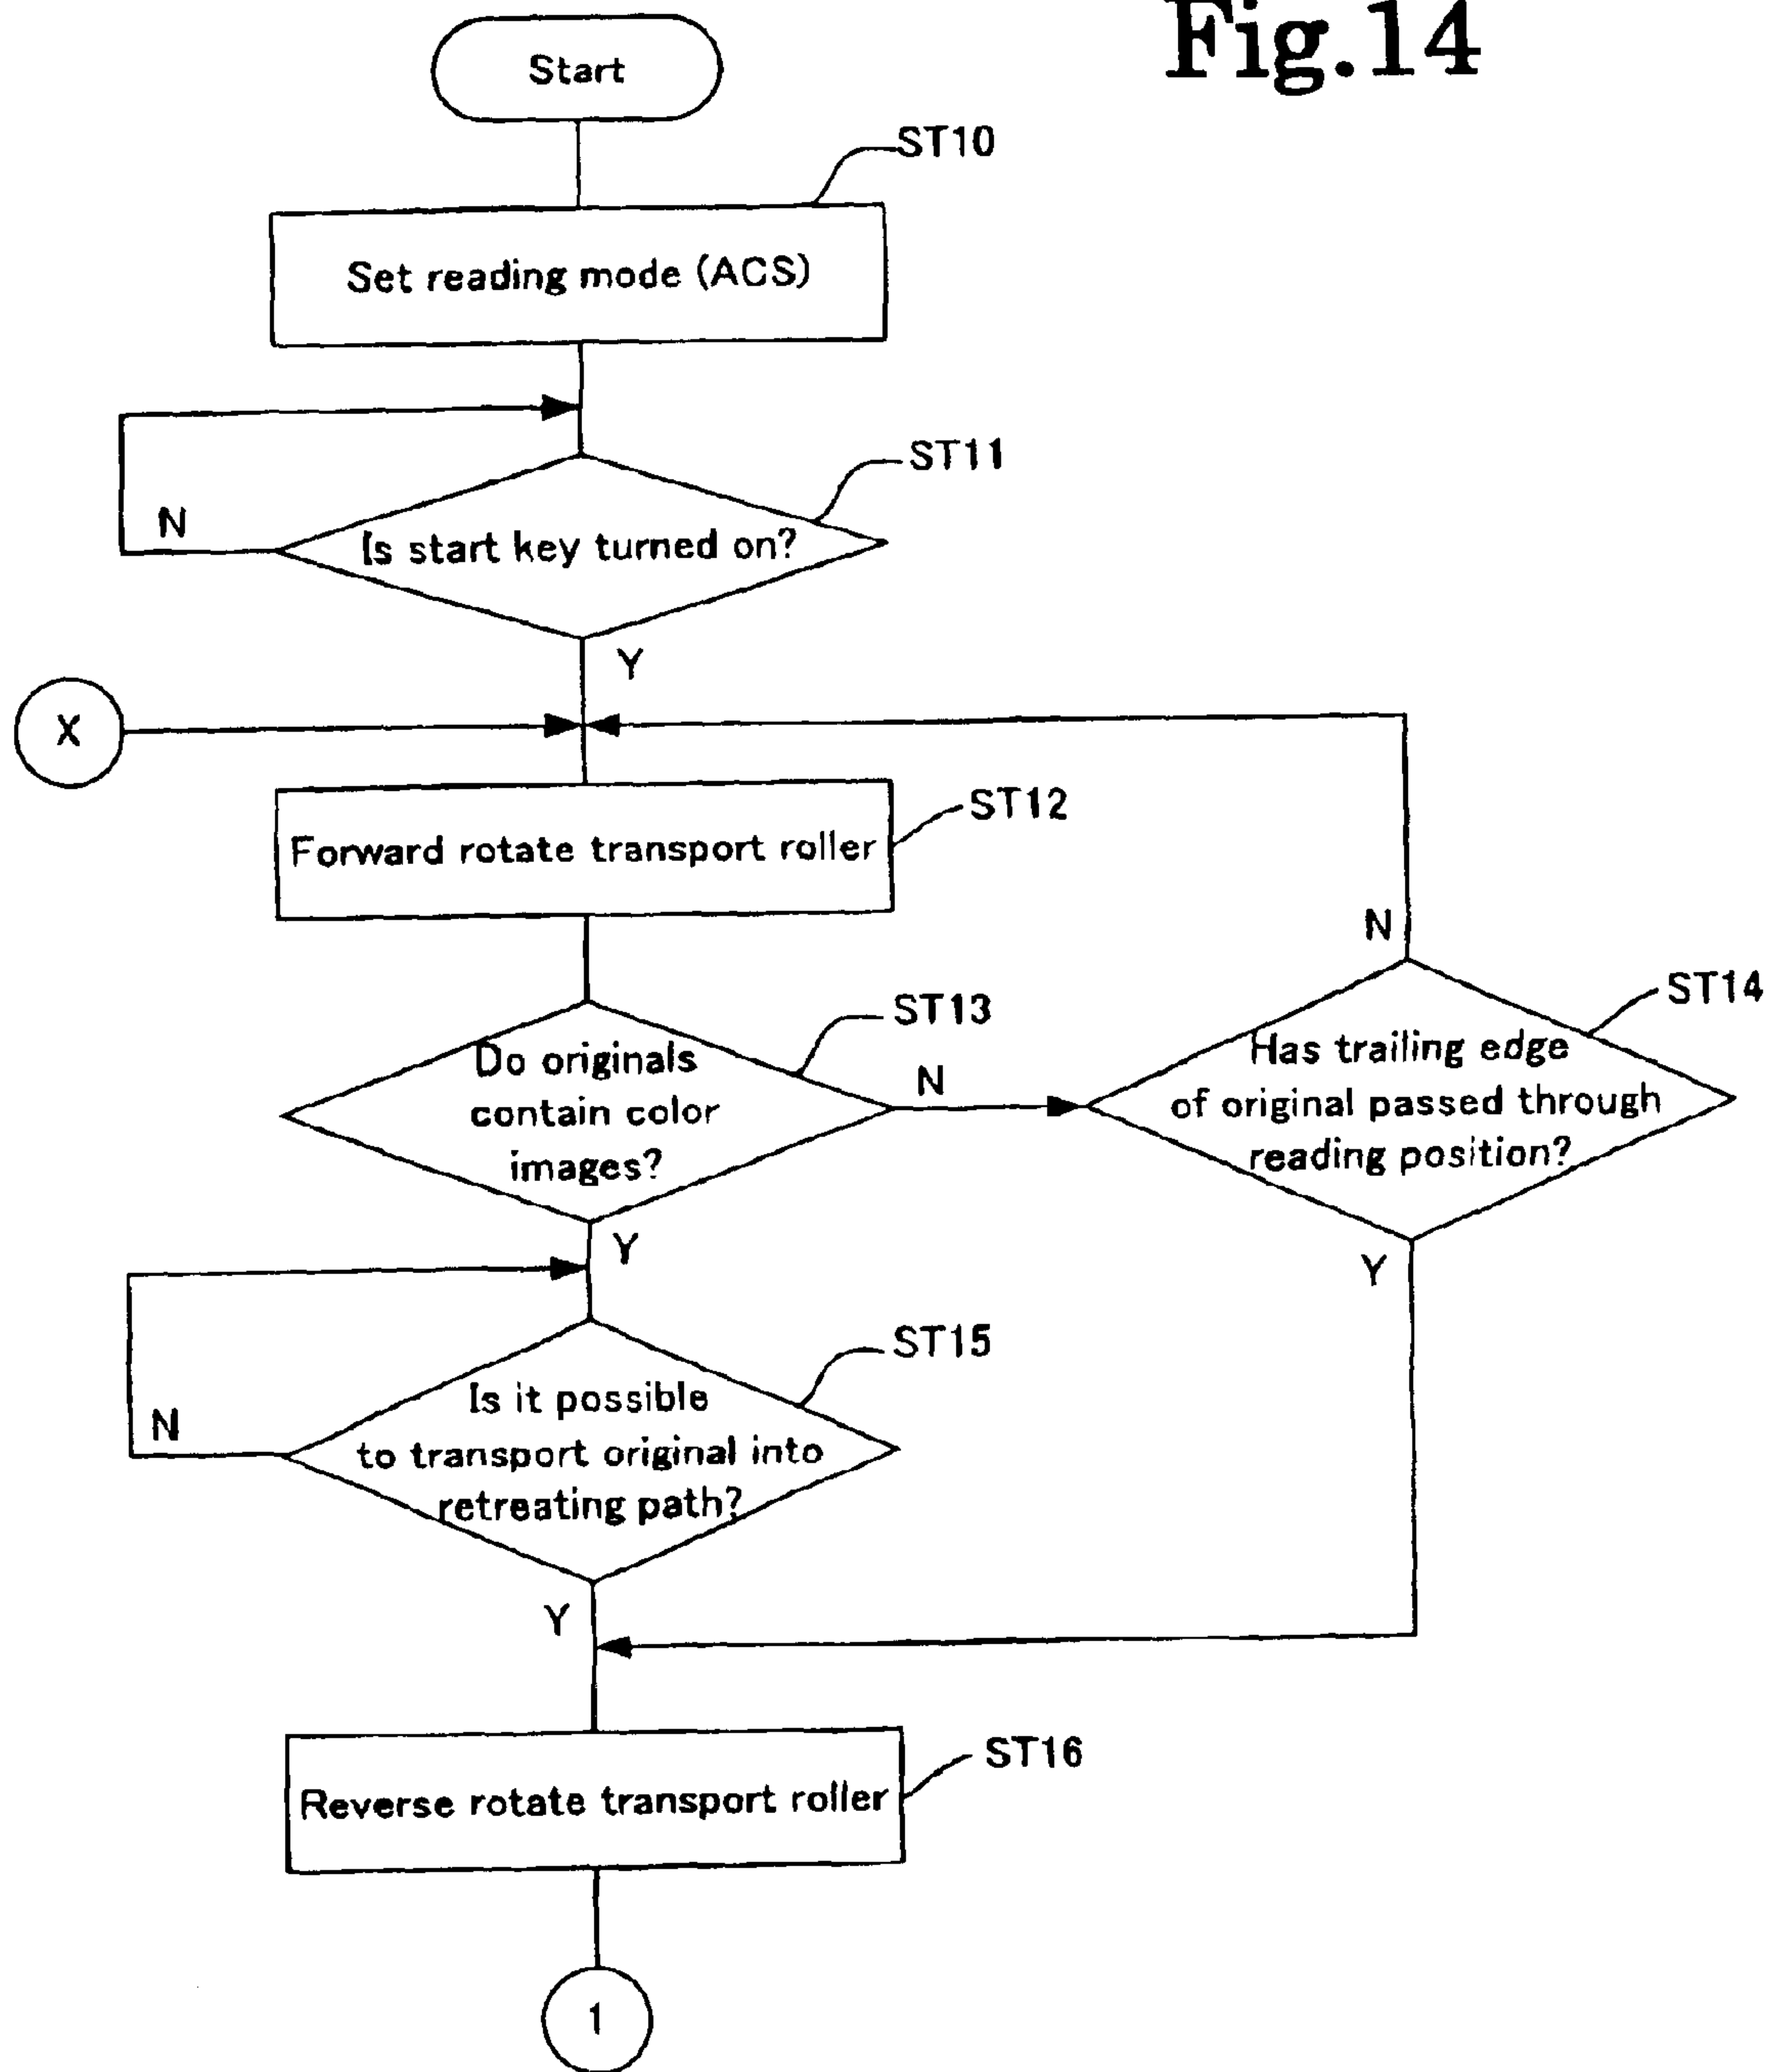 Fig.14
Start
ST10
Set reading mode (ACS)
ST11
N
Is start key turned on?
Y
X
ST12
Forward rotate transport roller
N
ST13
ST14
Do originals
contain color
images?
N
Has trailing edge
of original passed through
reading position?
Y
Y
ST15
Is it possible
to transport original into
retreating path?
N
Y
ST16
Reverse rotate transport roller
1